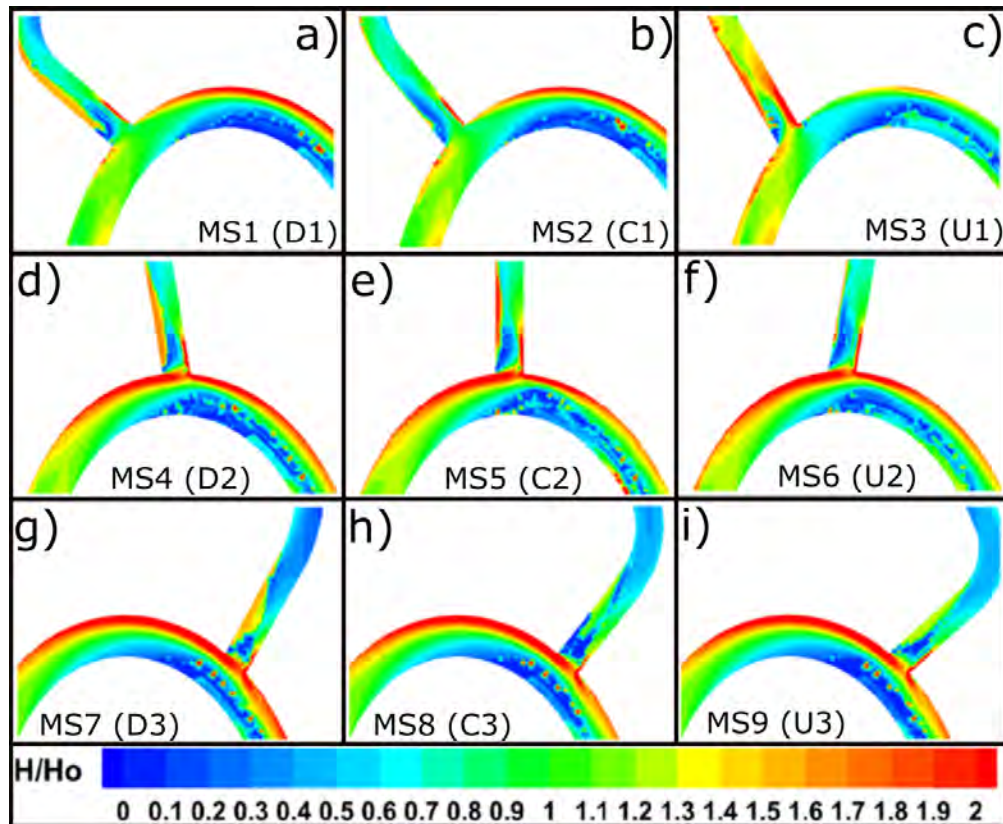 a) b) c)
MS1 (D1) MS2 (C1) MS3 (U1)
d) e) f)
MS4 (D2) MS5 (C2) MS6 (U2)
g) h) i)
MS7 (D3) MS8 (C3) MS9 (U3)
H/Ho
0 0.1 0.2 0.3 0.4 0.5 0.6 0.7 0.8 0.9 1 1.1 1.2 1.3 1.4 1.5 1.6 1.7 1.8 1.9 2